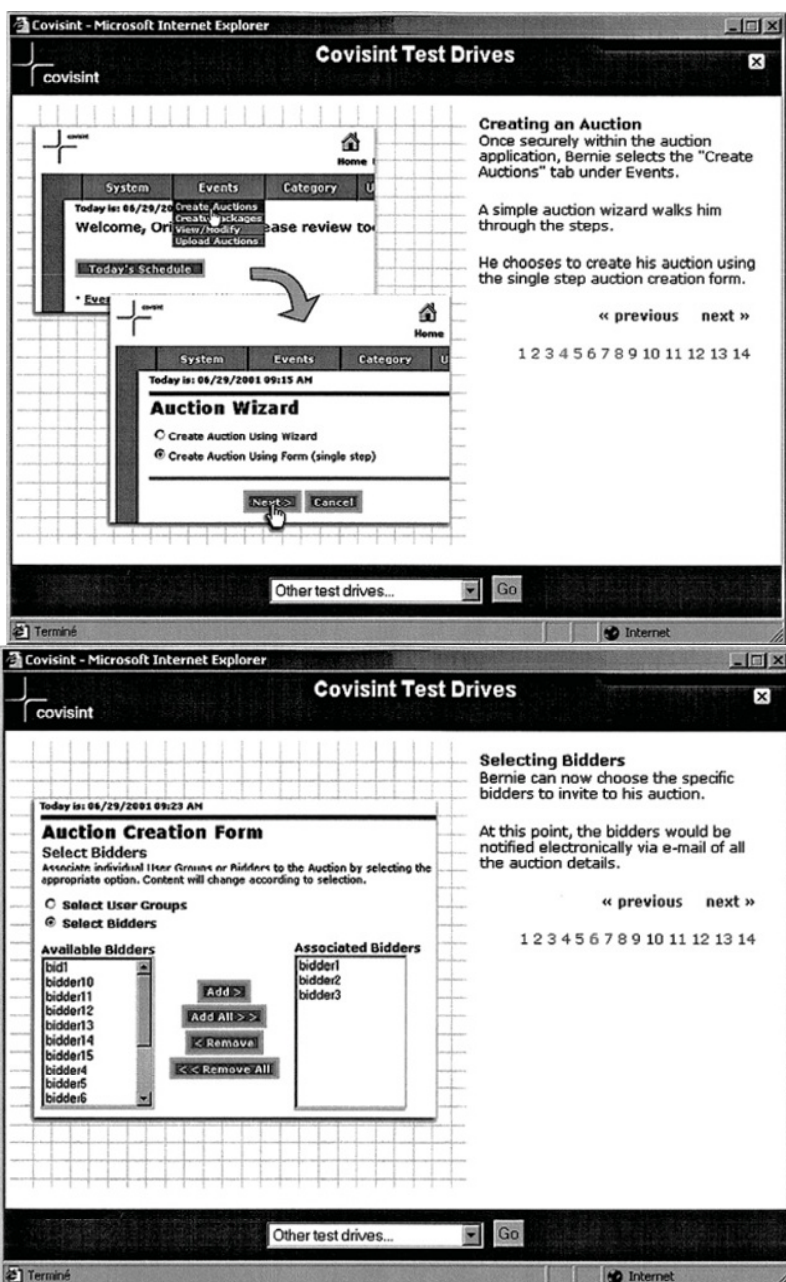 Covisint - Microsoft Internet Explorer
Covisint Test Drives
covisint
covisint
Home
System Events Category U
Today is: 06/29/20
Create Auctions
Create Packages
View/Modify
Upload Auctions
Welcome, Ori ease review to
Today's Schedule
* Eve
covisint
Home
System Events Category U
Today is: 06/29/2001 09:15 AM
Auction Wizard
Create Auction Using Wizard
Create Auction Using Form (single step)
Next > Cancel
Creating an Auction
Once securely within the auction
application, Bernie selects the "Create
Auctions" tab under Events.
A simple auction wizard walks him
through the steps.
He chooses to create his auction using
the single step auction creation form.
« previous next »
1 2 3 4 5 6 7 8 9 10 11 12 13 14
Other test drives... Go
Terminé Internet
Covisint - Microsoft Internet Explorer
Covisint Test Drives
covisint
Today is: 06/29/2001 09:23 AM
Auction Creation Form
Select Bidders
Associate individual User Groups or Bidders to the Auction by selecting the
appropriate option. Content will change according to selection.
Select User Groups
Select Bidders
Available Bidders
bid1
bidder10
bidder11
bidder12
bidder13
bidder14
bidder15
bidder4
bidder5
bidder6
Add >
Add All > >
< Remove
< < Remove All
Associated Bidders
bidder1
bidder2
bidder3
Selecting Bidders
Bernie can now choose the specific
bidders to invite to his auction.
At this point, the bidders would be
notified electronically via e-mail of all
the auction details.
« previous next »
1 2 3 4 5 6 7 8 9 10 11 12 13 14
Other test drives... Go
Terminé Internet